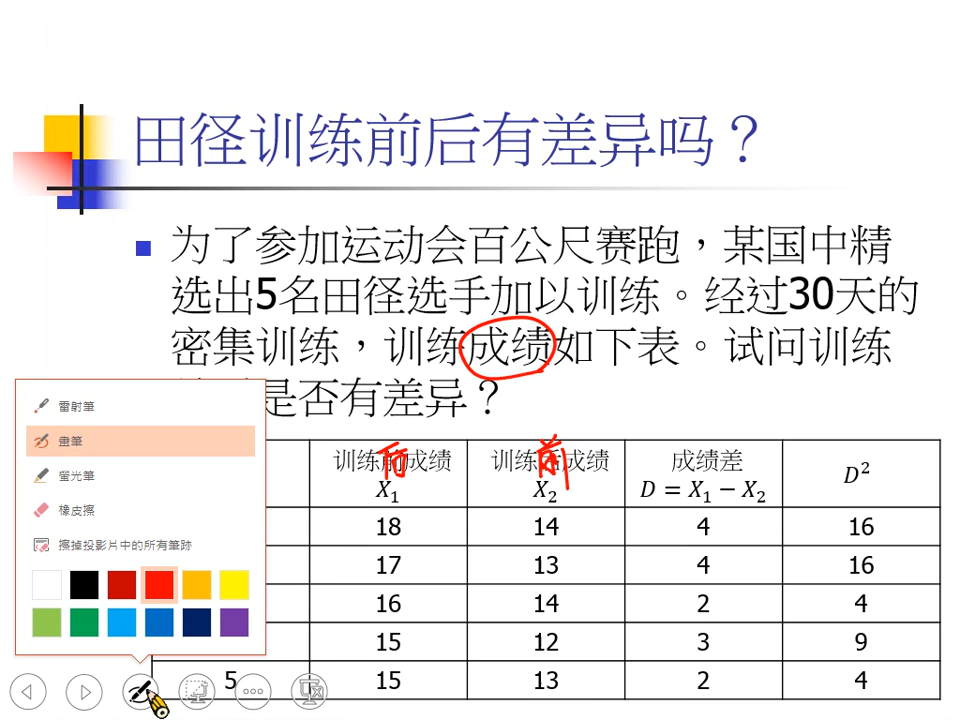 田径训练前后有差异吗？
为了参加运动会百公尺赛跑，某国中精
选出5名田径选手加以训练。经过30天的
密集训练，训练成绩如下表。试问训练
是否有差异？
雷射筆
畫筆
螢光筆
橡皮擦
擦掉投影片中的所有筆跡
后 前
训练前成绩 训练后成绩 成绩差 D²
X₁ X₂ D = X₁ − X₂
18 14 4 16
17 13 4 16
16 14 2 4
15 12 3 9
5 15 13 2 4